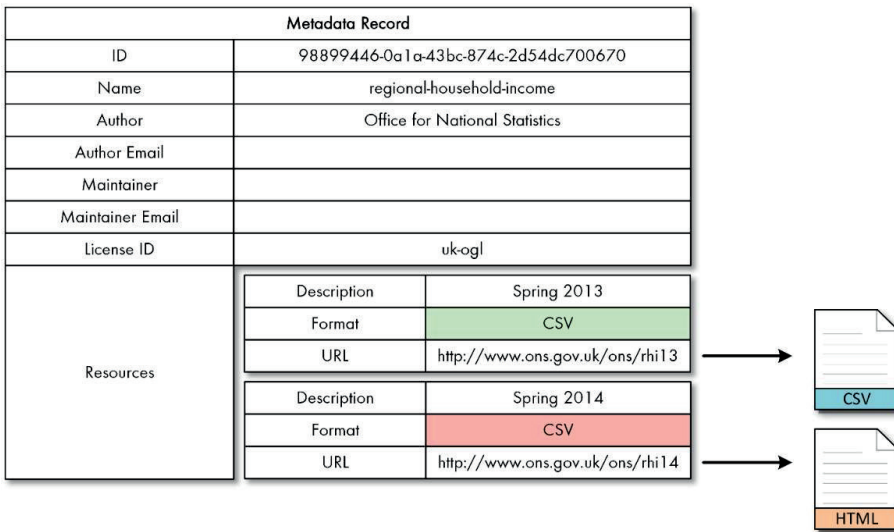 Metadata Record
ID 98899446-0a1a-43bc-874c-2d54dc700670
Name regional-household-income
Author Office for National Statistics
Author Email
Maintainer
Maintainer Email
License ID uk-ogl
Resources
Description Spring 2013
Format CSV
URL http://www.ons.gov.uk/ons/rhi13
CSV
Description Spring 2014
Format CSV
URL http://www.ons.gov.uk/ons/rhi14
HTML